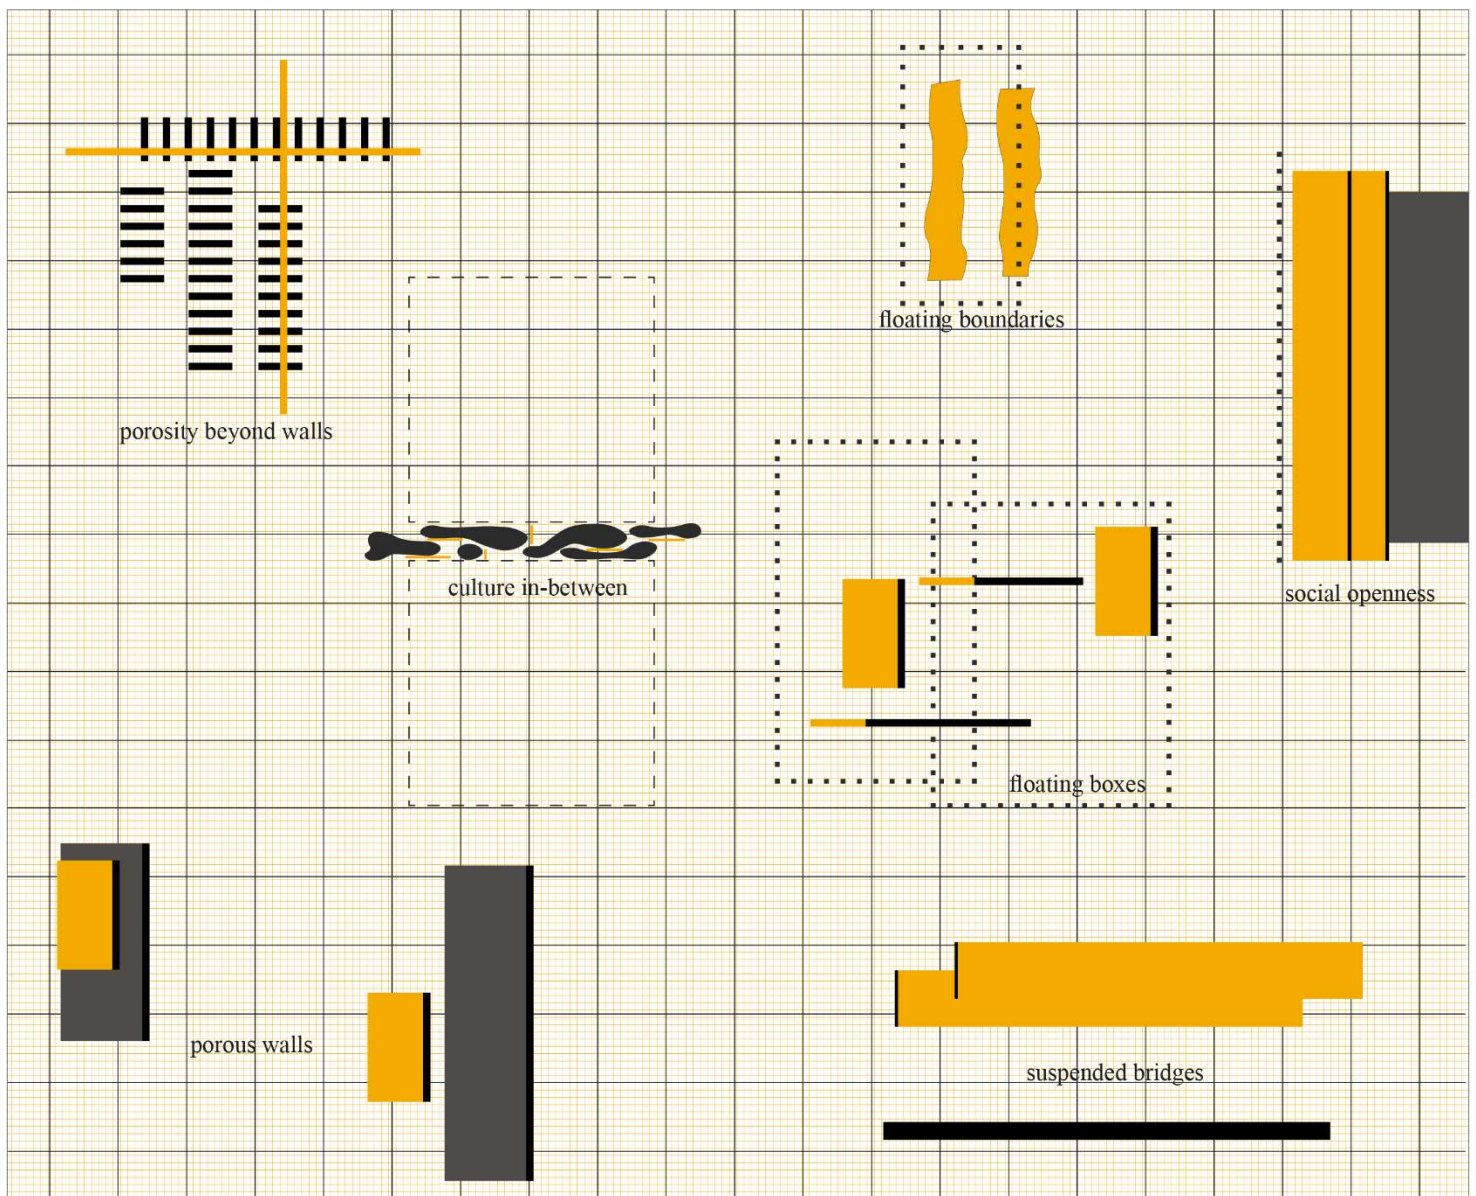 floating boundaries
porosity beyond walls
culture in-between
social openness
floating boxes
porous walls
suspended bridges